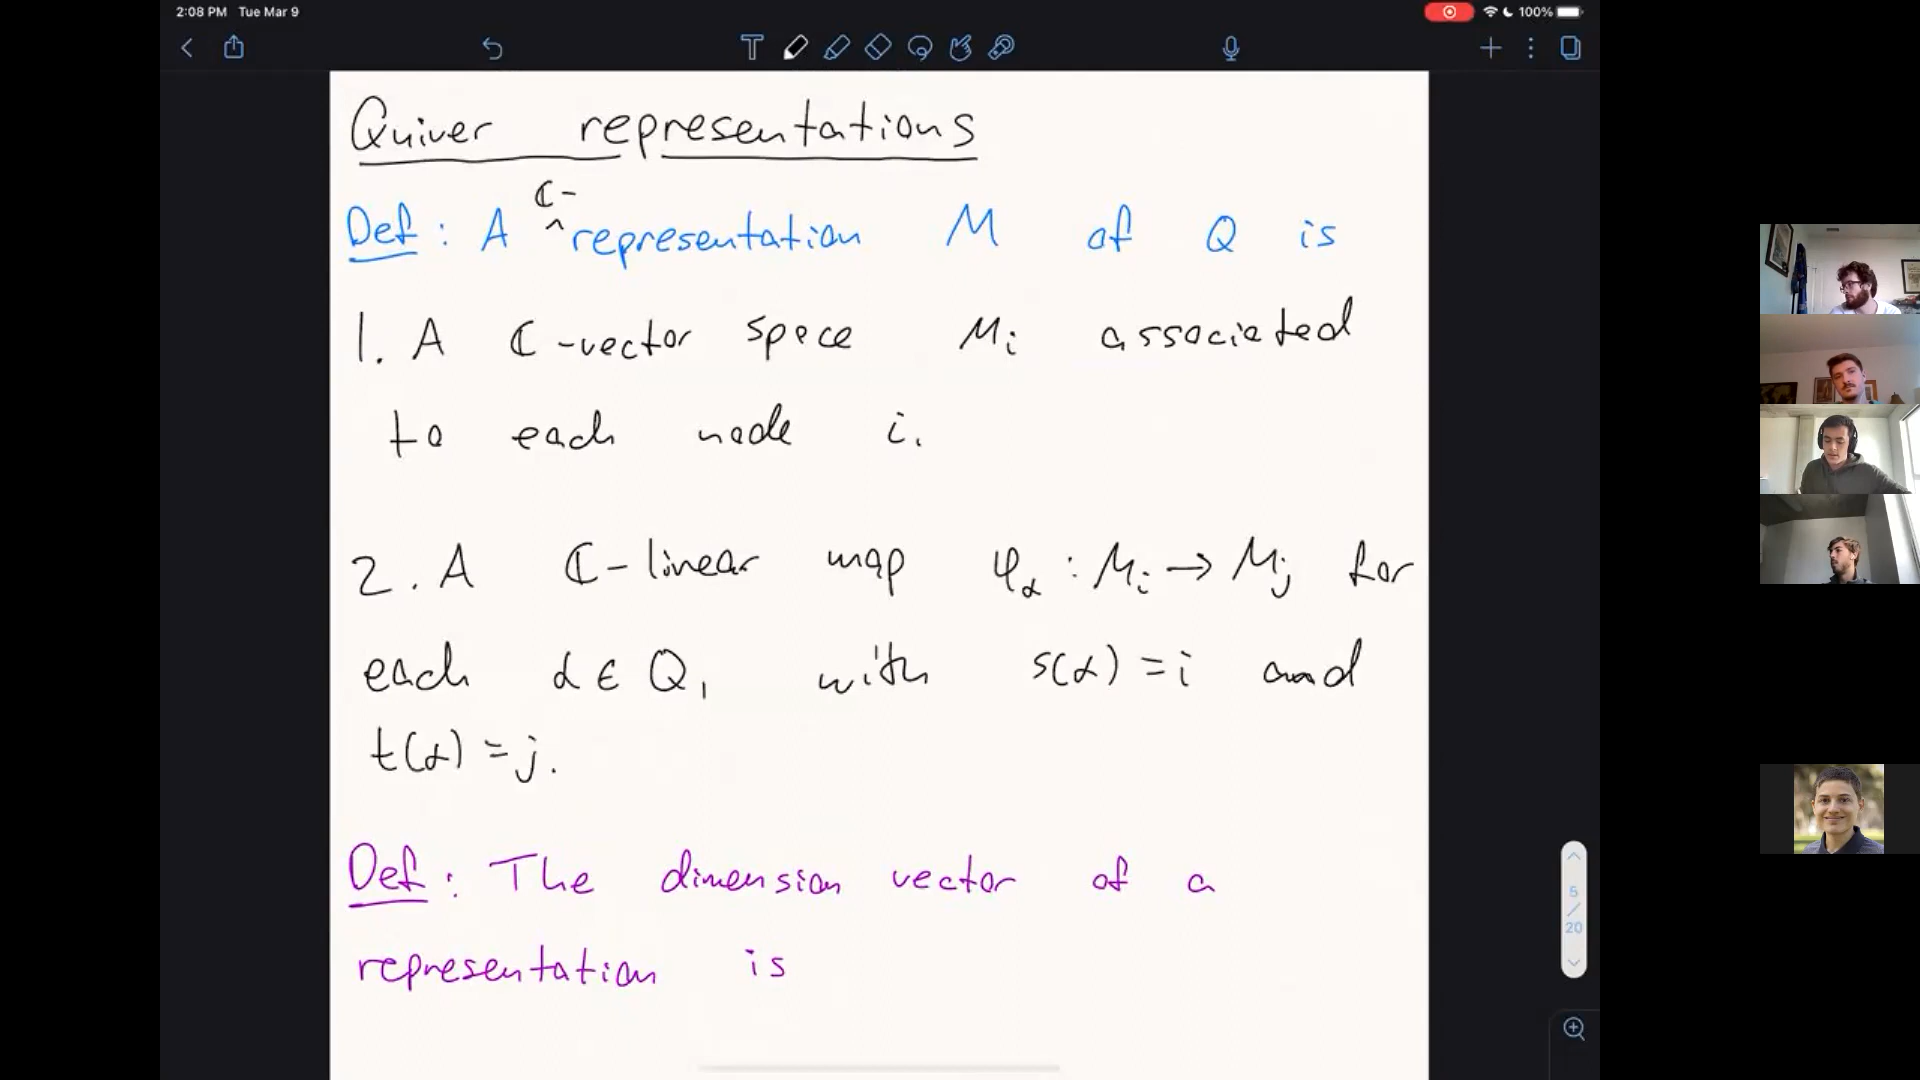 2:08 PM Tue Mar 9
100%
Quiver representations
ℂ-
Def: A ^ representation M of Q is
1. A ℂ-vector space Mᵢ associated
to each node i.
2. A ℂ-linear map φ_α : Mᵢ → Mⱼ for
each α ∈ Q₁ with s(α) = i and
t(α) = j.
Def: The dimension vector of a
representation is
5
/
20